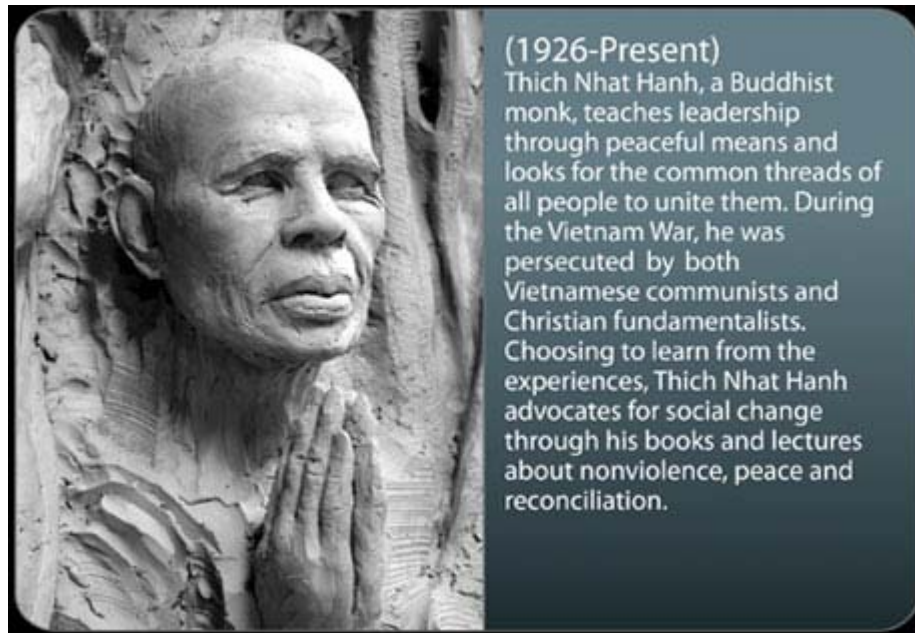 (1926-Present)
Thich Nhat Hanh, a Buddhist
monk, teaches leadership
through peaceful means and
looks for the common threads of
all people to unite them. During
the Vietnam War, he was
persecuted by both
Vietnamese communists and
Christian fundamentalists.
Choosing to learn from the
experiences, Thich Nhat Hanh
advocates for social change
through his books and lectures
about nonviolence, peace and
reconciliation.